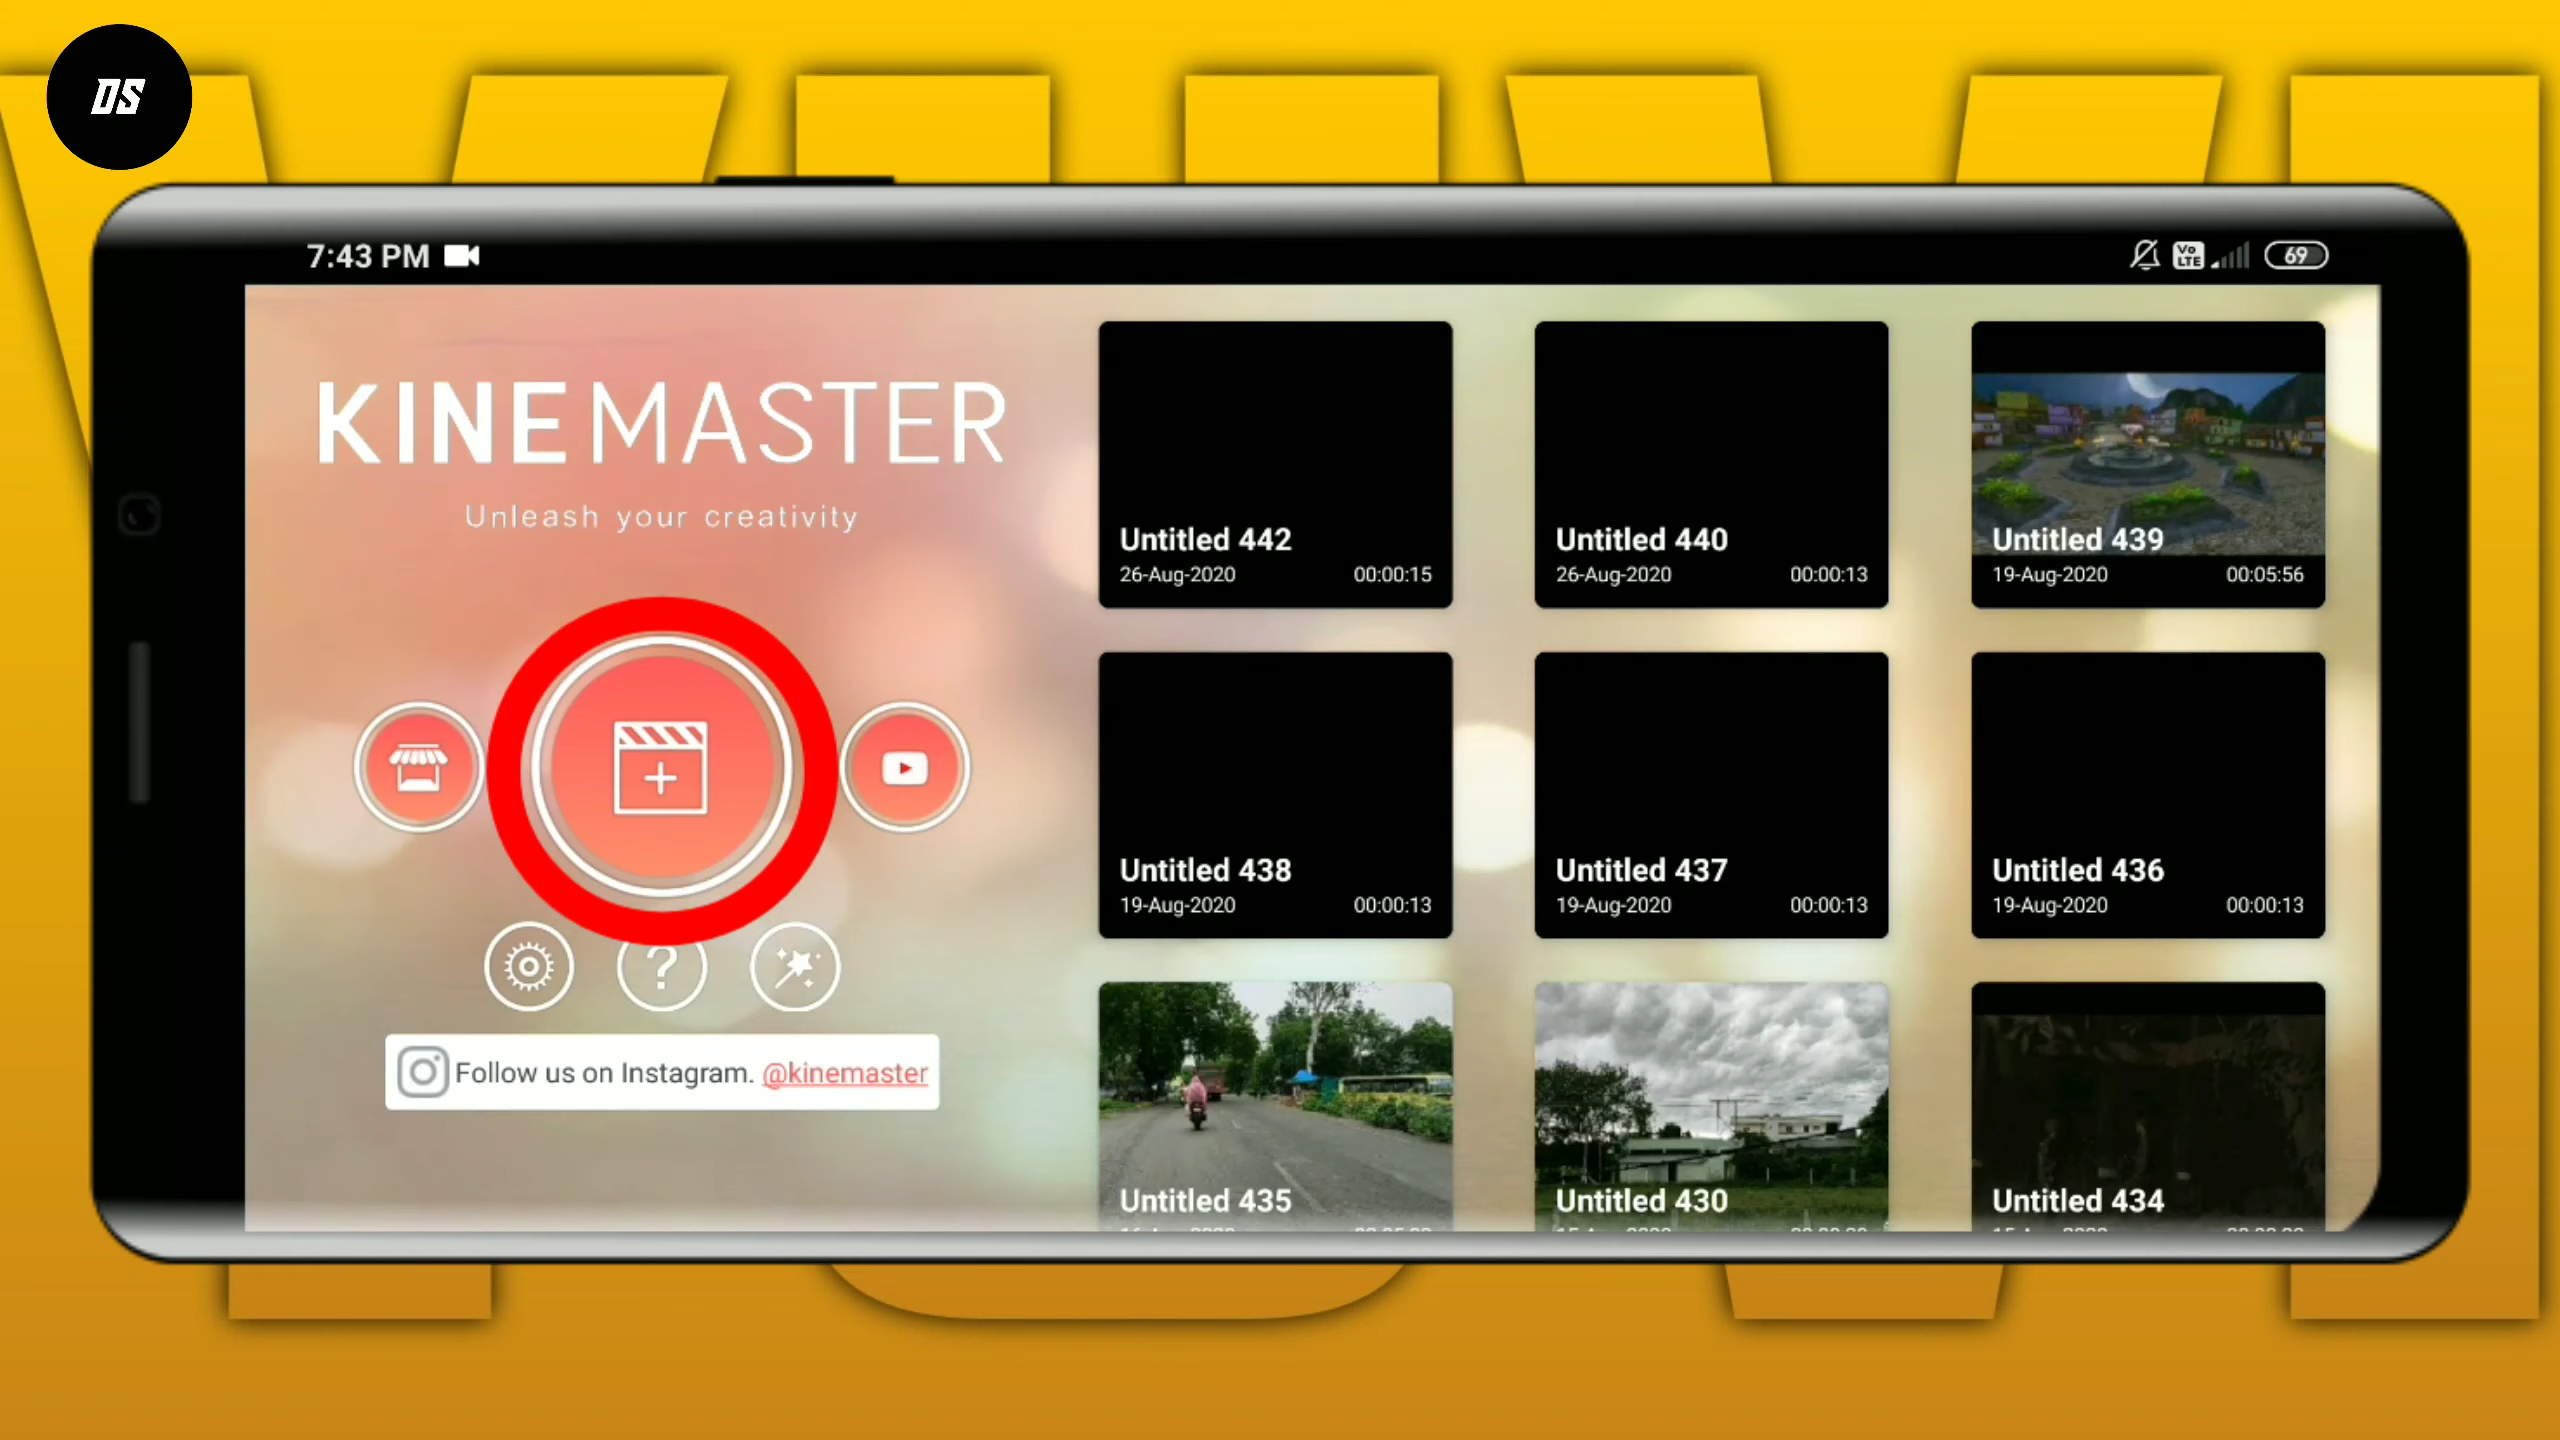 DS
7:43 PM
Vo LTE
69
KINEMASTER
Unleash your creativity
Follow us on Instagram. @kinemaster
Untitled 442
26-Aug-2020 00:00:15
Untitled 440
26-Aug-2020 00:00:13
Untitled 439
19-Aug-2020 00:05:56
Untitled 438
19-Aug-2020 00:00:13
Untitled 437
19-Aug-2020 00:00:13
Untitled 436
19-Aug-2020 00:00:13
Untitled 435
Untitled 430
Untitled 434